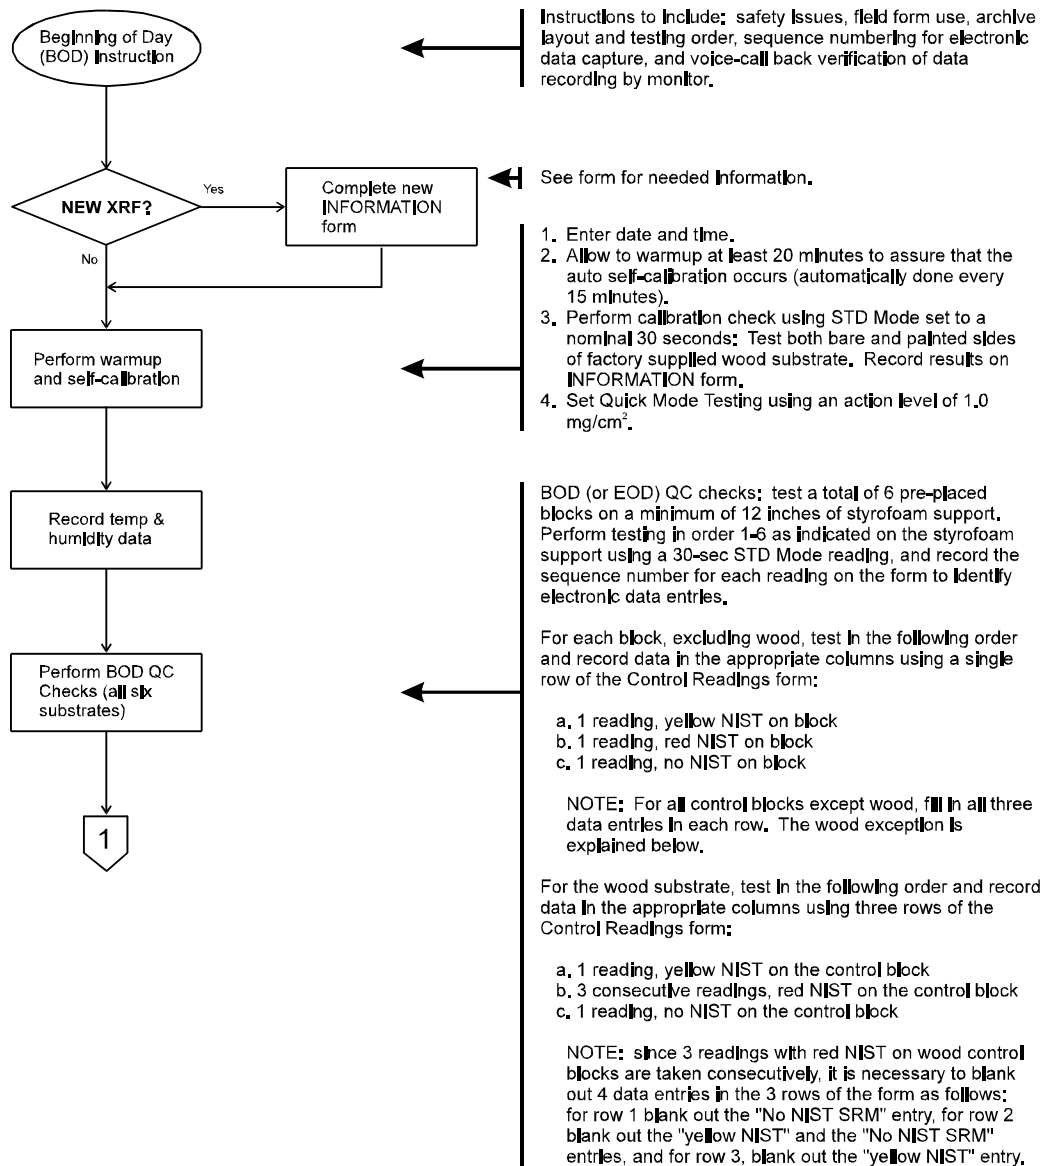 Beginning of Day
(BOD) Instruction
Instructions to include: safety issues, field form use, archive
layout and testing order, sequence numbering for electronic
data capture, and voice-call back verification of data
recording by monitor.
NEW XRF?
Yes
No
Complete new
INFORMATION
form
See form for needed information.
Perform warmup
and self-calibration
1. Enter date and time.
2. Allow to warmup at least 20 minutes to assure that the
auto self-calibration occurs (automatically done every
15 minutes).
3. Perform calibration check using STD Mode set to a
nominal 30 seconds: Test both bare and painted sides
of factory supplied wood substrate. Record results on
INFORMATION form.
4. Set Quick Mode Testing using an action level of 1.0
mg/cm².
Record temp &
humidity data
Perform BOD QC
Checks (all six
substrates)
1
BOD (or EOD) QC checks: test a total of 6 pre-placed
blocks on a minimum of 12 inches of styrofoam support.
Perform testing in order 1-6 as indicated on the styrofoam
support using a 30-sec STD Mode reading, and record the
sequence number for each reading on the form to identify
electronic data entries.
For each block, excluding wood, test in the following order
and record data in the appropriate columns using a single
row of the Control Readings form:
a. 1 reading, yellow NIST on block
b. 1 reading, red NIST on block
c. 1 reading, no NIST on block
NOTE: For all control blocks except wood, fill in all three
data entries in each row. The wood exception is
explained below.
For the wood substrate, test in the following order and record
data in the appropriate columns using three rows of the
Control Readings form:
a. 1 reading, yellow NIST on the control block
b. 3 consecutive readings, red NIST on the control block
c. 1 reading, no NIST on the control block
NOTE: since 3 readings with red NIST on wood control
blocks are taken consecutively, it is necessary to blank
out 4 data entries in the 3 rows of the form as follows:
for row 1 blank out the "No NIST SRM" entry, for row 2
blank out the "yellow NIST" and the "No NIST SRM"
entries, and for row 3, blank out the "yellow NIST" entry.